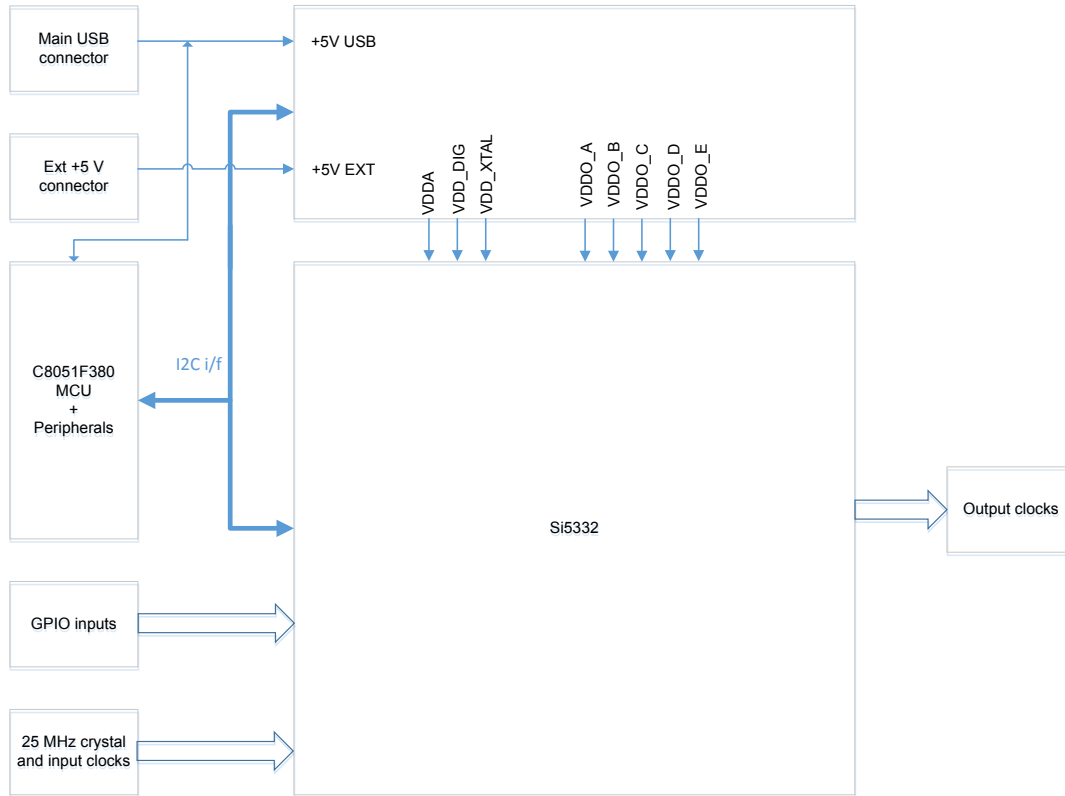 Main USB
connector
+5V USB
Ext +5 V
connector
+5V EXT
VDDA
VDD_DIG
VDD_XTAL
VDDO_A
VDDO_B
VDDO_C
VDDO_D
VDDO_E
I2C i/f
C8051F380
MCU
+
Peripherals
Si5332
Output clocks
GPIO inputs
25 MHz crystal
and input clocks